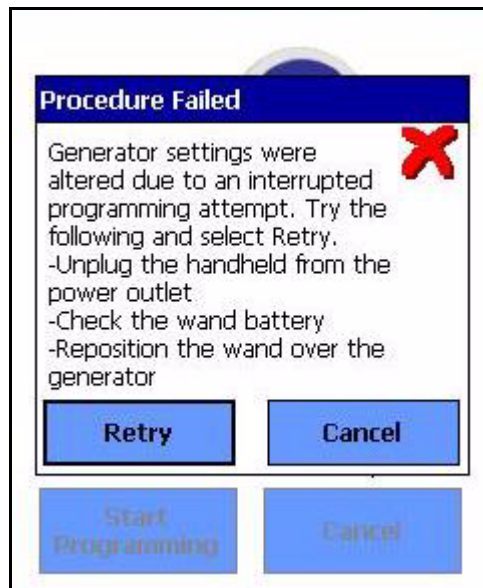 Procedure Failed
Generator settings were
altered due to an interrupted
programming attempt. Try the
following and select Retry.
-Unplug the handheld from the
power outlet
-Check the wand battery
-Reposition the wand over the
generator
Retry Cancel
Start Cancel
Programming